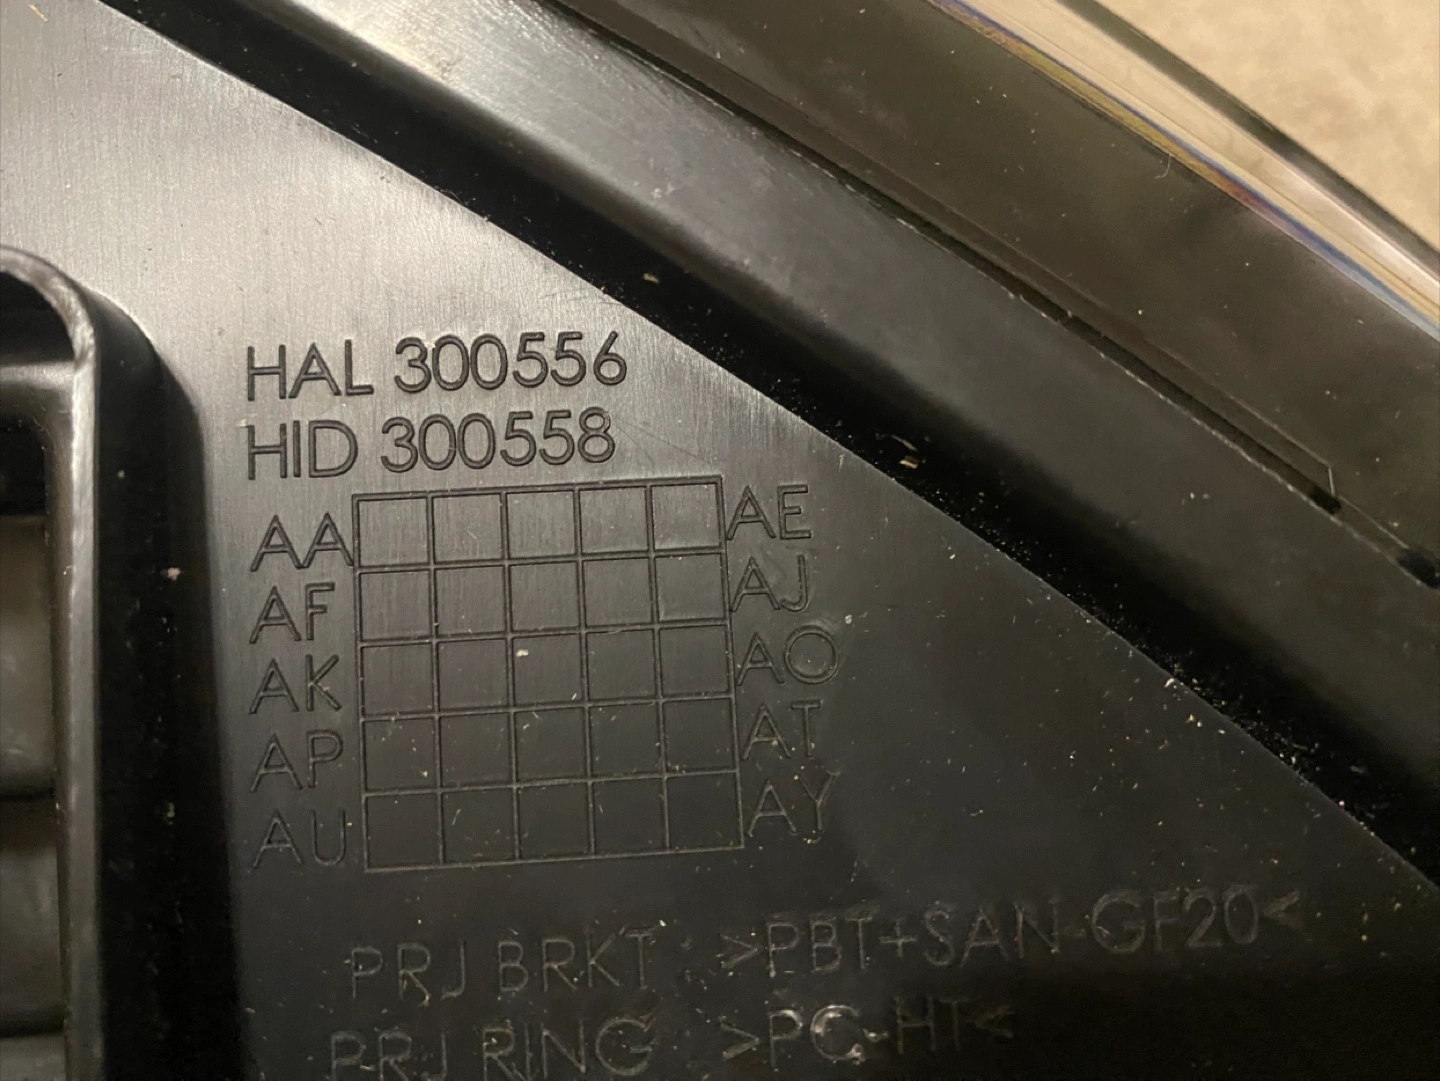 HAL 300556
HID 300558
AA AE
AF AJ
AK AO
AP AT
AU AY
PRJ BRKT : >PBT+SAN-GF20<
PRJ RING >PC-HT<